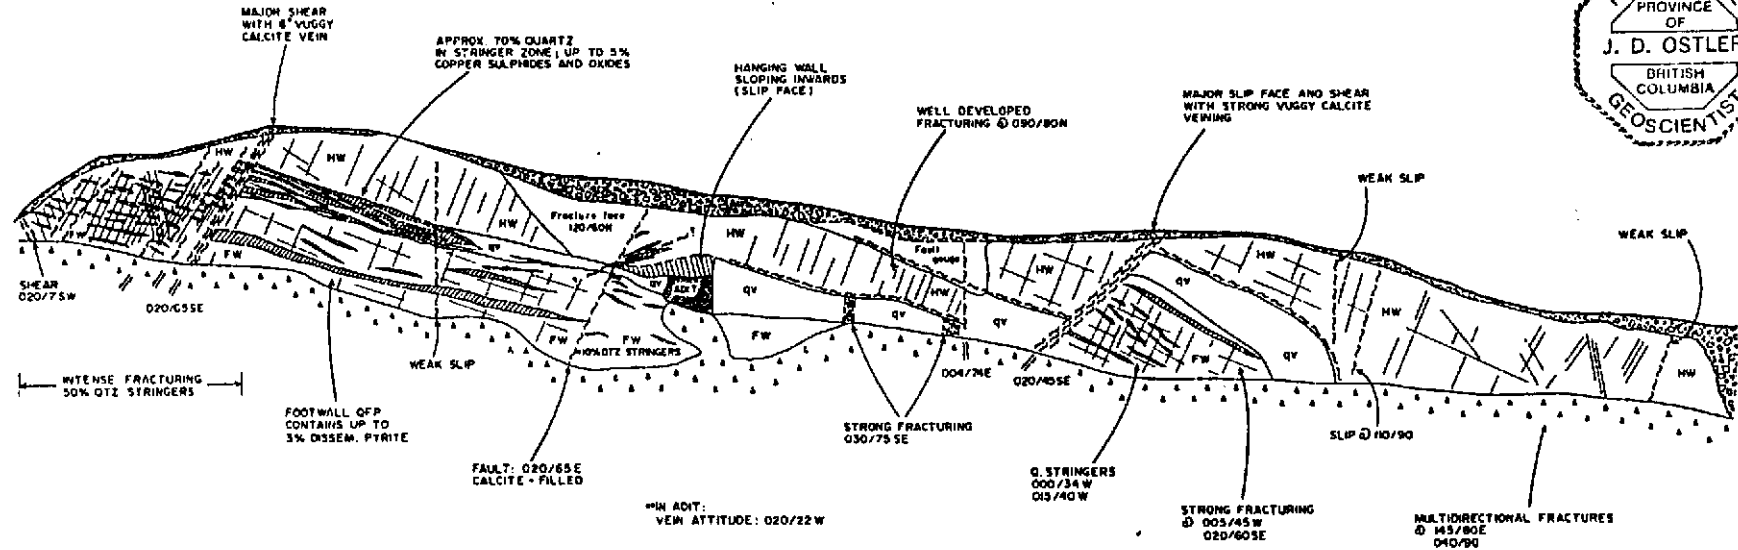 MAJOR SHEAR
WITH 6" VUGGY
CALCITE VEIN
APPROX. 70% QUARTZ
IN STRINGER ZONE; UP TO 5%
COPPER SULPHIDES AND OXIDES
HANGING WALL
SLOPING INWARDS
(SLIP FACE)
WELL DEVELOPED
FRACTURING @ 090/80N
MAJOR SLIP FACE AND SHEAR
WITH STRONG VUGGY CALCITE
VEINING
WEAK SLIP
WEAK SLIP
PROVINCE
OF
J. D. OSTLER
BRITISH
COLUMBIA
GEOSCIENTIST
HW
HW
HW
Fracture face
120/60N
HW
Fault
gouge
HW
HW
HW
HW
HW
FW
FW
qv
qv
ADIT
qv
qv
qv
qv
FW
FW
<10% QTZ STRINGERS
FW
FW
SHEAR
020/75W
020/65SE
WEAK SLIP
004/74E
020/45SE
INTENSE FRACTURING
50% QTZ STRINGERS
FOOTWALL QFP
CONTAINS UP TO
3% DISSEM. PYRITE
FAULT: 020/65E
CALCITE - FILLED
STRONG FRACTURING
030/75SE
Q. STRINGERS
000/34W
015/40W
STRONG FRACTURING
@ 005/45W
020/60SE
SLIP @ 110/90
MULTIDIRECTIONAL FRACTURES
@ 145/80E
040/90
**IN ADIT:
VEIN ATTITUDE: 020/22W